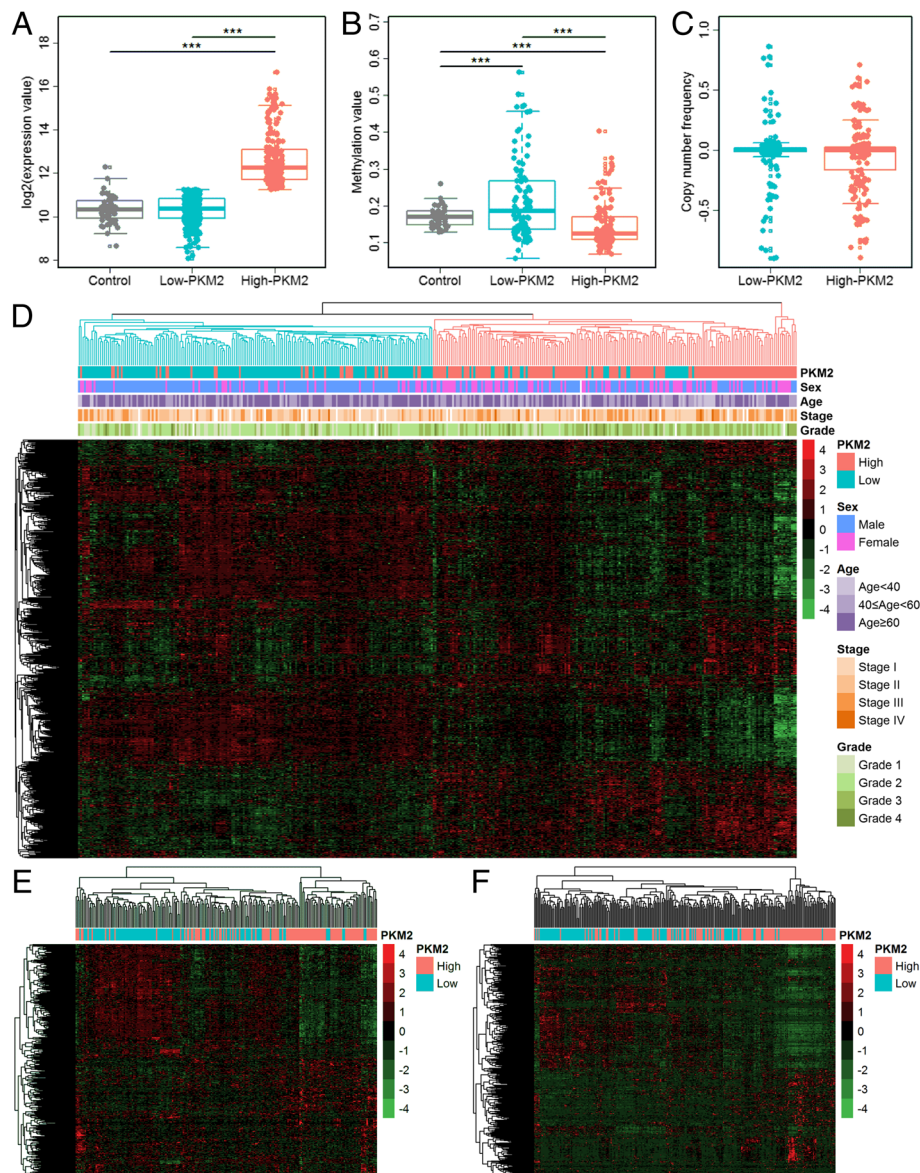 A
log2(expression value)
18
16
14
12
10
8
***
***
Control
Low-PKM2
High-PKM2
B
Methylation value
0.7
0.6
0.5
0.4
0.3
0.2
0.1
***
***
***
Control
Low-PKM2
High-PKM2
C
Copy number frequency
1.0
0.5
0.0
-0.5
Low-PKM2
High-PKM2
D
PKM2
Sex
Age
Stage
Grade
4
3
2
1
0
-1
-2
-3
-4
PKM2
High
Low
Sex
Male
Female
Age
Age<40
40≤Age<60
Age≥60
Stage
Stage I
Stage II
Stage III
Stage IV
Grade
Grade 1
Grade 2
Grade 3
Grade 4
E
PKM2
4
3
2
1
0
-1
-2
-3
-4
PKM2
High
Low
F
PKM2
4
3
2
1
0
-1
-2
-3
-4
PKM2
High
Low